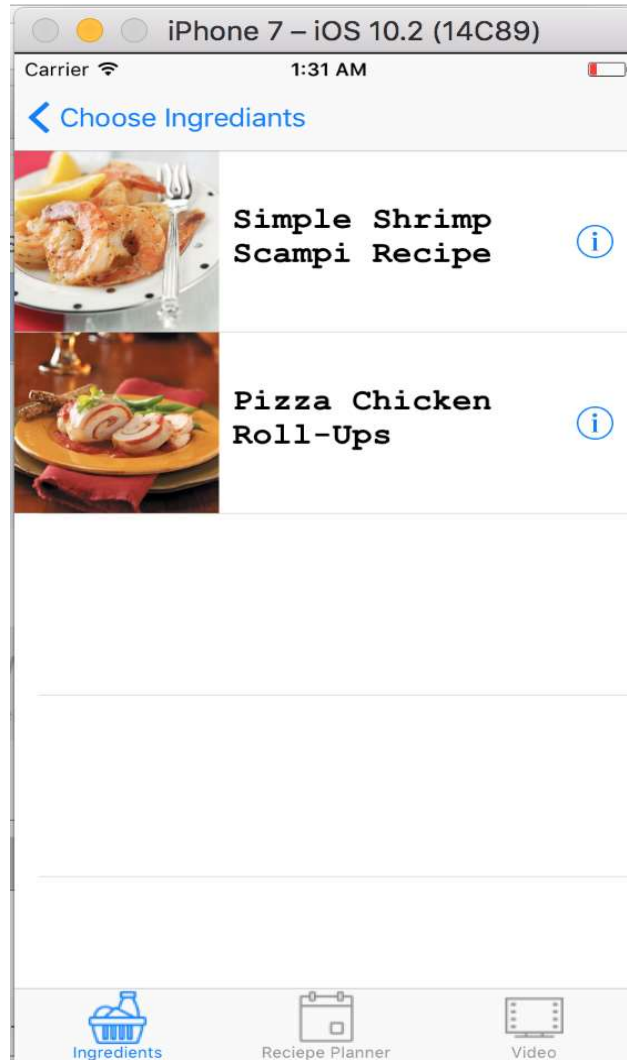 iPhone 7 – iOS 10.2 (14C89)
Carrier 1:31 AM
Choose Ingrediants
Simple Shrimp
Scampi Recipe
Pizza Chicken
Roll-Ups
Ingredients Reciepe Planner Video